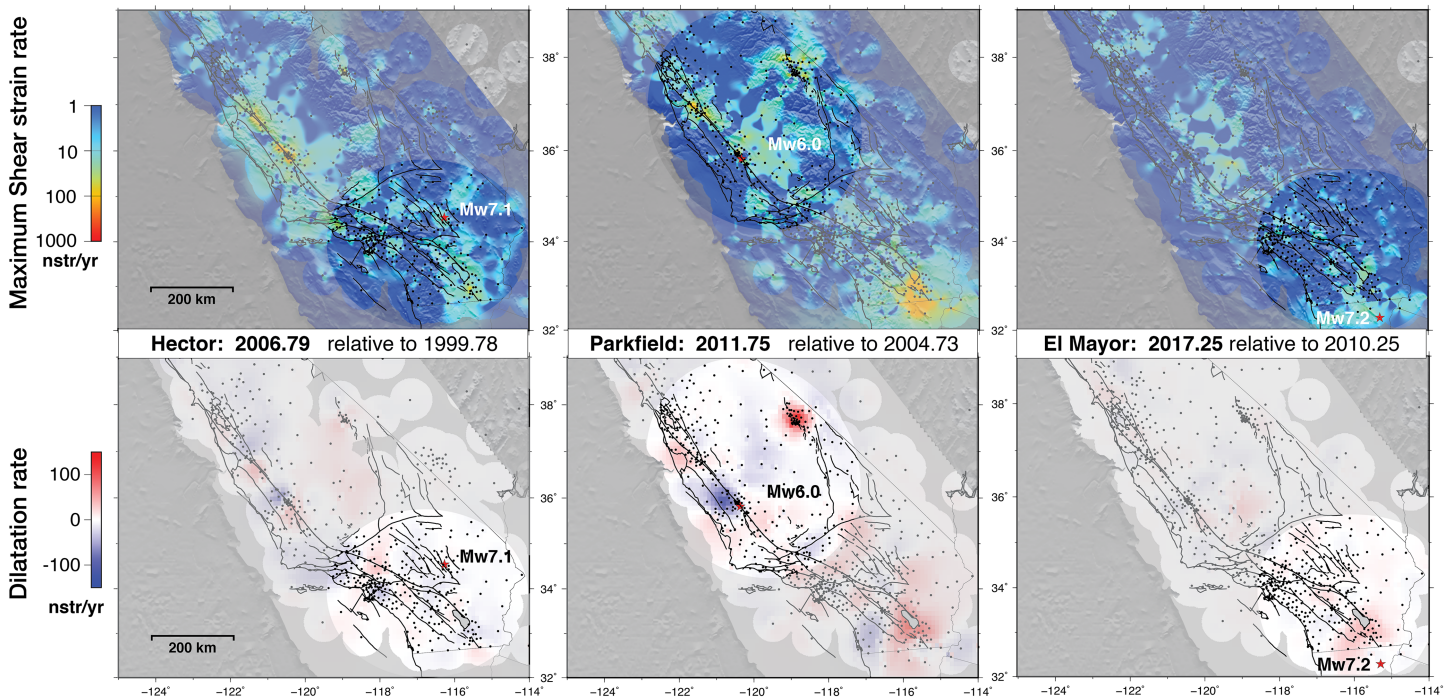 Maximum Shear strain rate
1
10
100
1000
nstr/yr
Mw7.1
200 km
Mw6.0
Mw7.2
38°
36°
34°
32°
38°
36°
34°
32°
Hector: 2006.79 relative to 1999.78
Parkfield: 2011.75 relative to 2004.73
El Mayor: 2017.25 relative to 2010.25
Dilatation rate
100
0
-100
nstr/yr
Mw7.1
200 km
Mw6.0
Mw7.2
38°
36°
34°
32°
38°
36°
34°
32°
−124° −122° −120° −118° −116° −114°
−124° −122° −120° −118° −116° −114°
−124° −122° −120° −118° −116° −114°